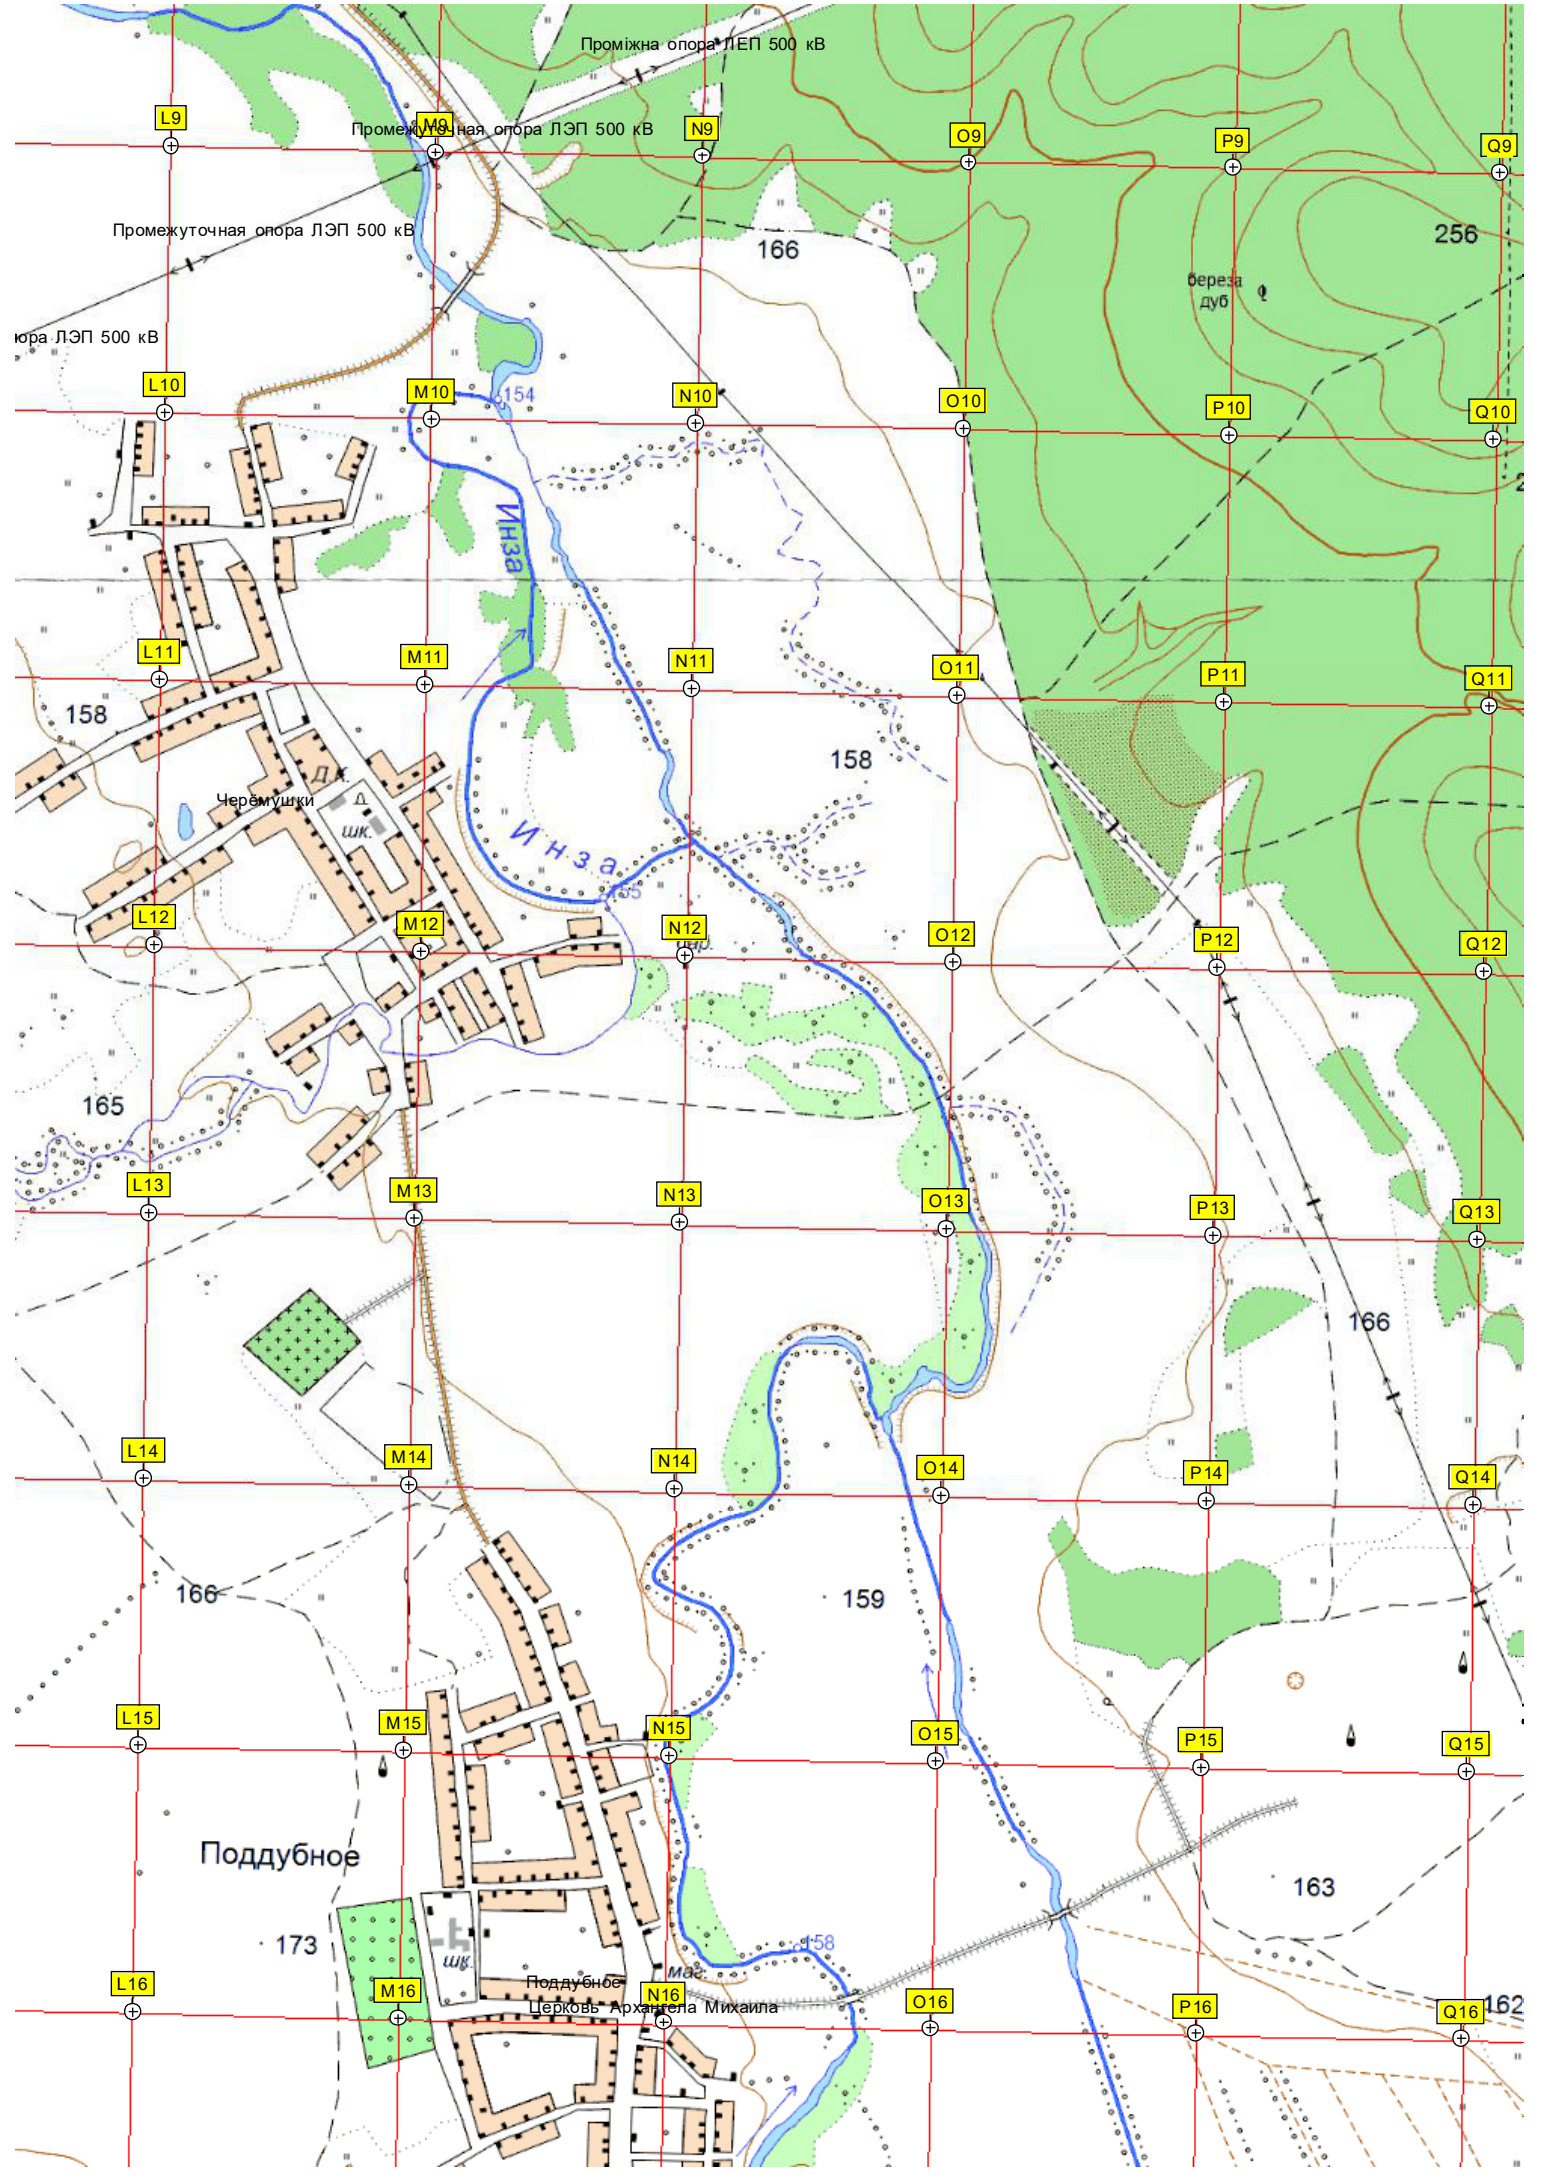 Проміжна опора ЛЕП 500 кВ
L9
M9
Промежуточная опора ЛЭП 500 кВ
N9
O9
P9
Q9
Промежуточная опора ЛЭП 500 кВ
166
256
береза
дуб
ора ЛЭП 500 кВ
L10
M10
154
N10
O10
P10
Q10
Инза
L11
M11
N11
O11
P11
Q11
158
158
Д.К.
Черёмушки
шк.
Инза
155
L12
M12
N12
O12
P12
Q12
165
L13
M13
N13
O13
P13
Q13
166
L14
M14
N14
O14
P14
Q14
166
159
L15
M15
N15
O15
P15
Q15
Поддубное
163
173
158
шк.
маг.
Поддубное
L16
M16
N16
O16
P16
Q16
162
Церковь Архангела Михаила